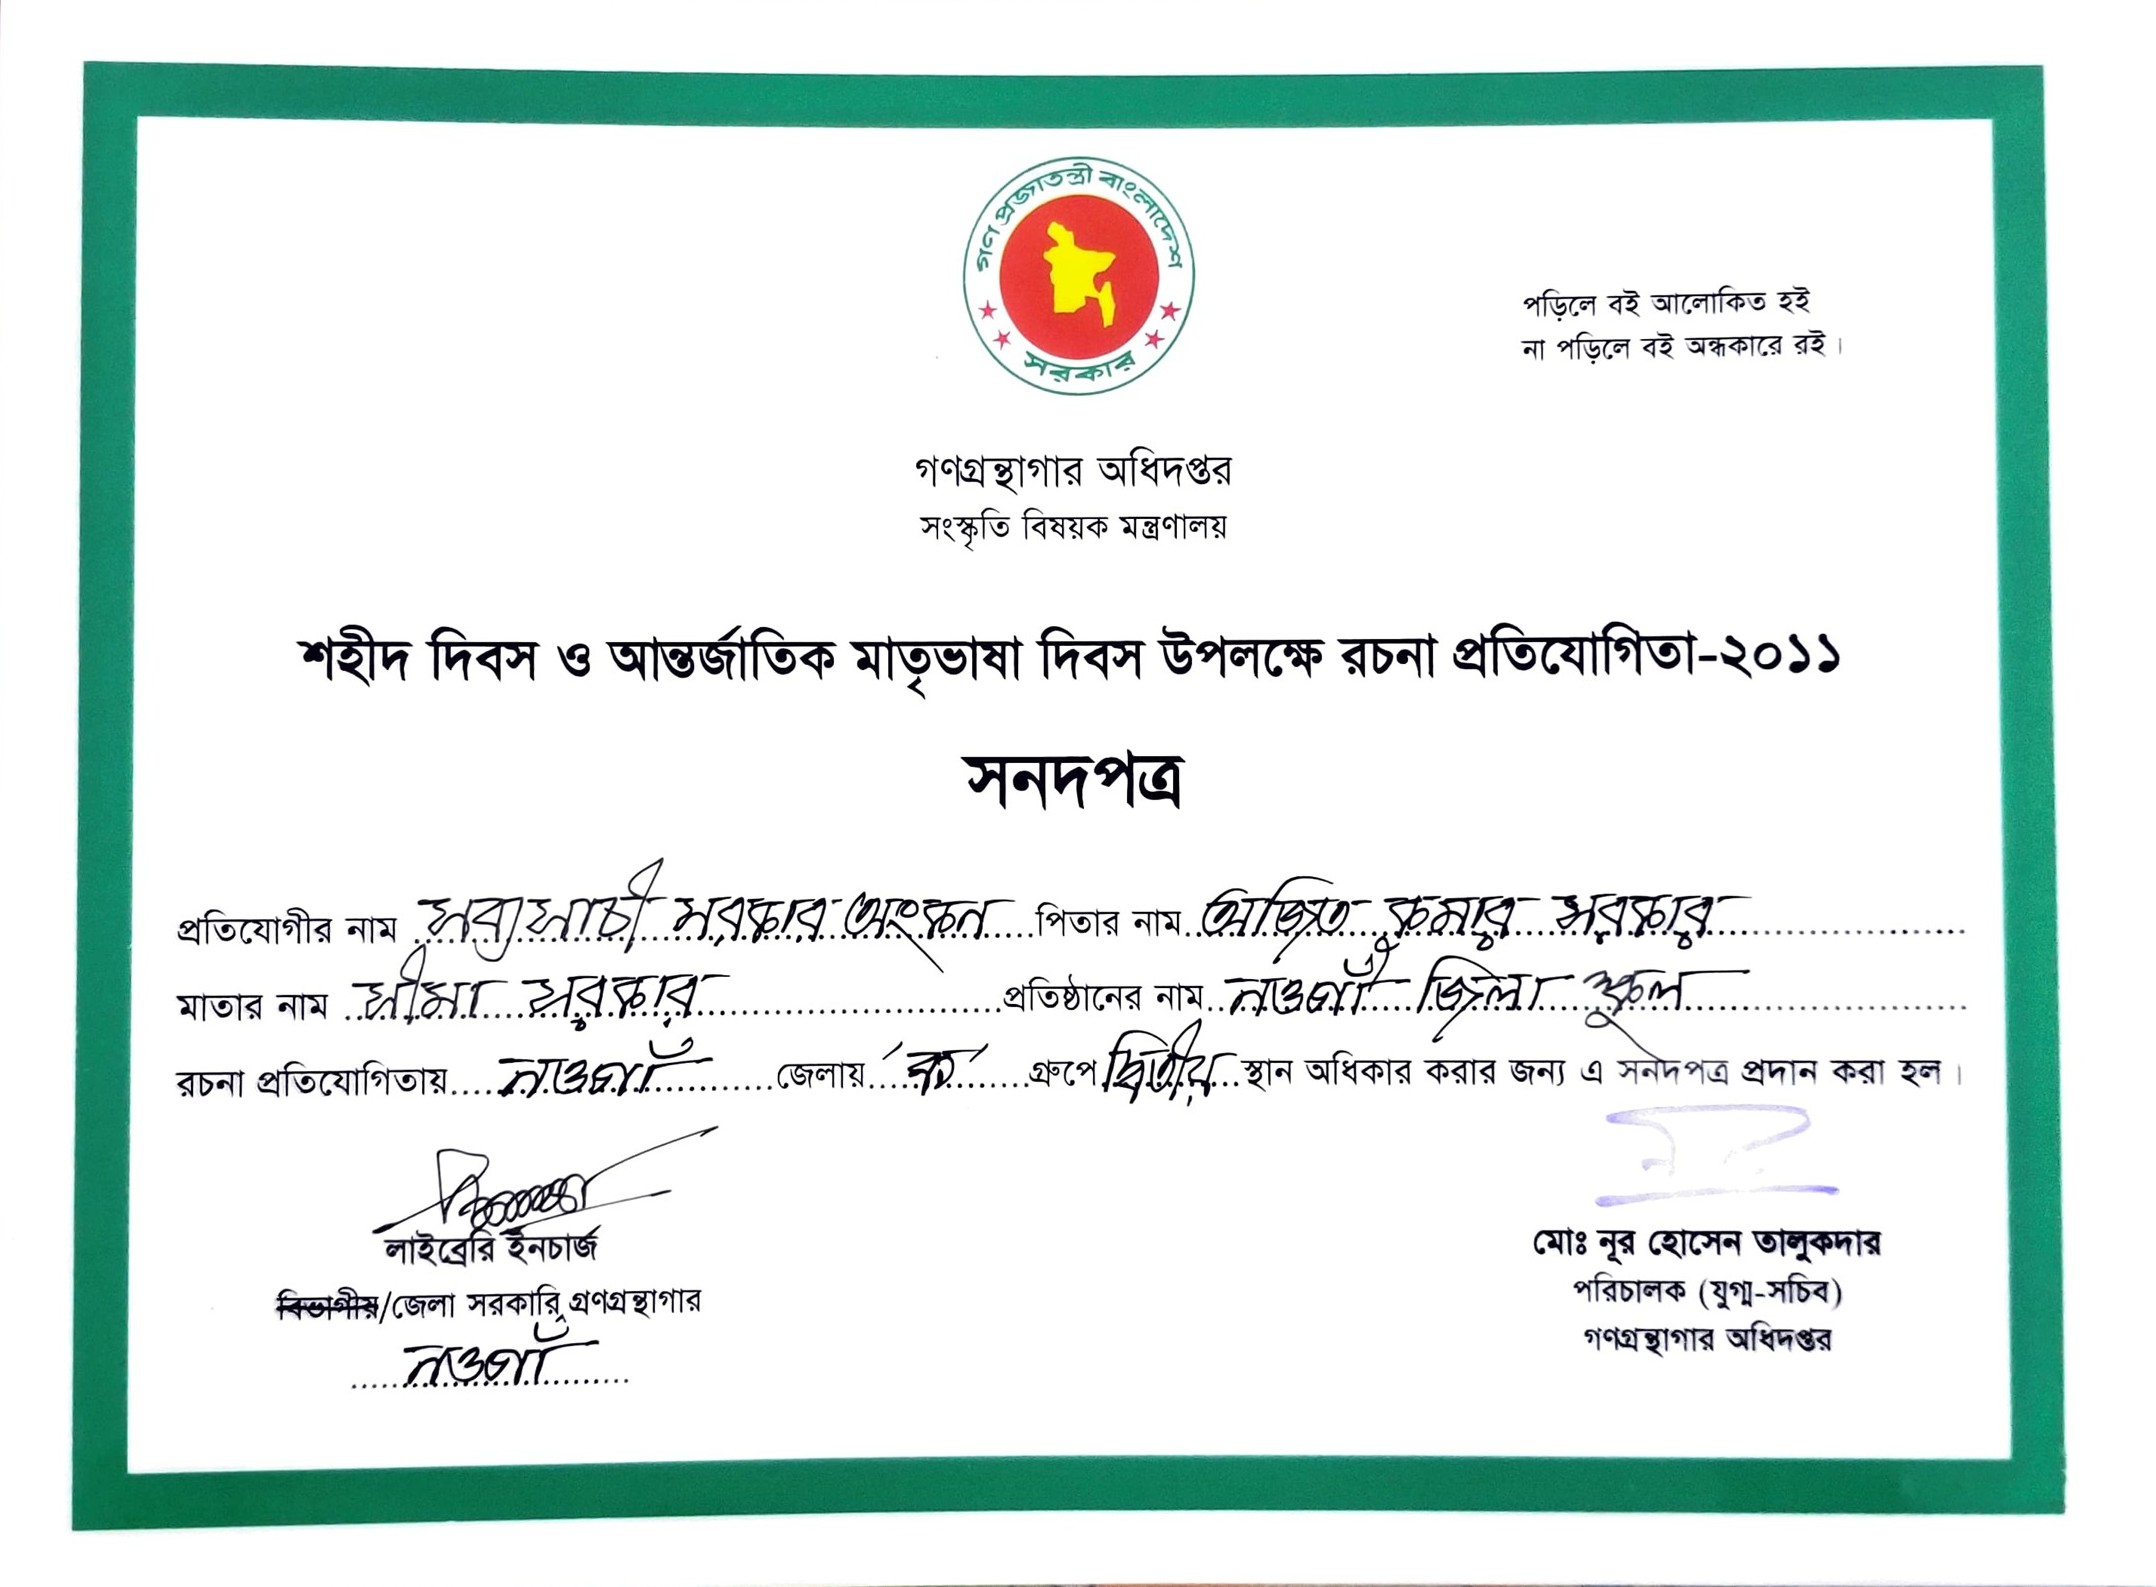 গণ প্রজাতন্ত্রী বাংলাদেশ
সরকার
পড়িলে বই আলোকিত হই
না পড়িলে বই অন্ধকারে রই।
গণগ্রন্থাগার অধিদপ্তর
সংস্কৃতি বিষয়ক মন্ত্রণালয়
শহীদ দিবস ও আন্তর্জাতিক মাতৃভাষা দিবস উপলক্ষে রচনা প্রতিযোগিতা-২০১১
সনদপত্র
প্রতিযোগীর নাম সব্যসাচী সরকার অংকন পিতার নাম অজিত কুমার সরকার
মাতার নাম সীমা সরকার প্রতিষ্ঠানের নাম নওগাঁ জিলা স্কুল
রচনা প্রতিযোগিতায় নওগাঁ জেলায় 'ক' গ্রুপে দ্বিতীয় স্থান অধিকার করার জন্য এ সনদপত্র প্রদান করা হল।
লাইব্রেরি ইনচার্জ
বিভাগীয়/জেলা সরকারি গ্রণগ্রন্থাগার
নওগাঁ
মোঃ নূর হোসেন তালুকদার
পরিচালক (যুগ্ম-সচিব)
গণগ্রন্থাগার অধিদপ্তর